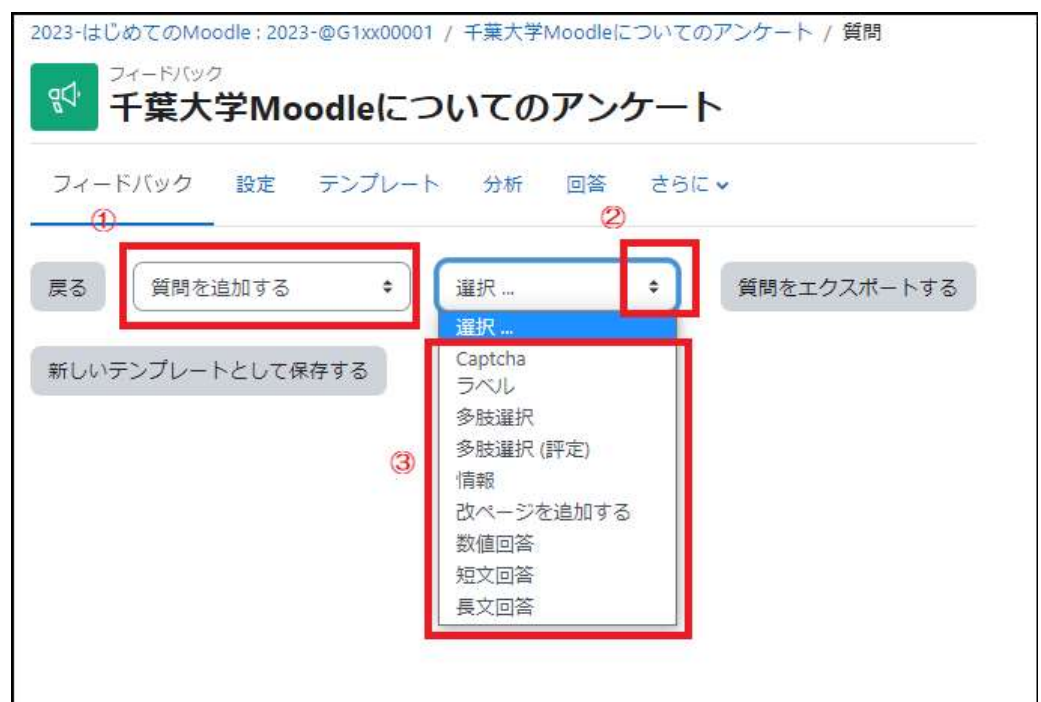 2023-はじめてのMoodle : 2023-@G1xx00001 / 千葉大学Moodleについてのアンケート / 質問
フィードバック
千葉大学Moodleについてのアンケート
フィードバック 設定 テンプレート 分析 回答 さらに
① ②
戻る 質問を追加する 選択 ... 質問をエクスポートする
選択 ...
新しいテンプレートとして保存する
③
Captcha
ラベル
多肢選択
多肢選択 (評定)
情報
改ページを追加する
数値回答
短文回答
長文回答